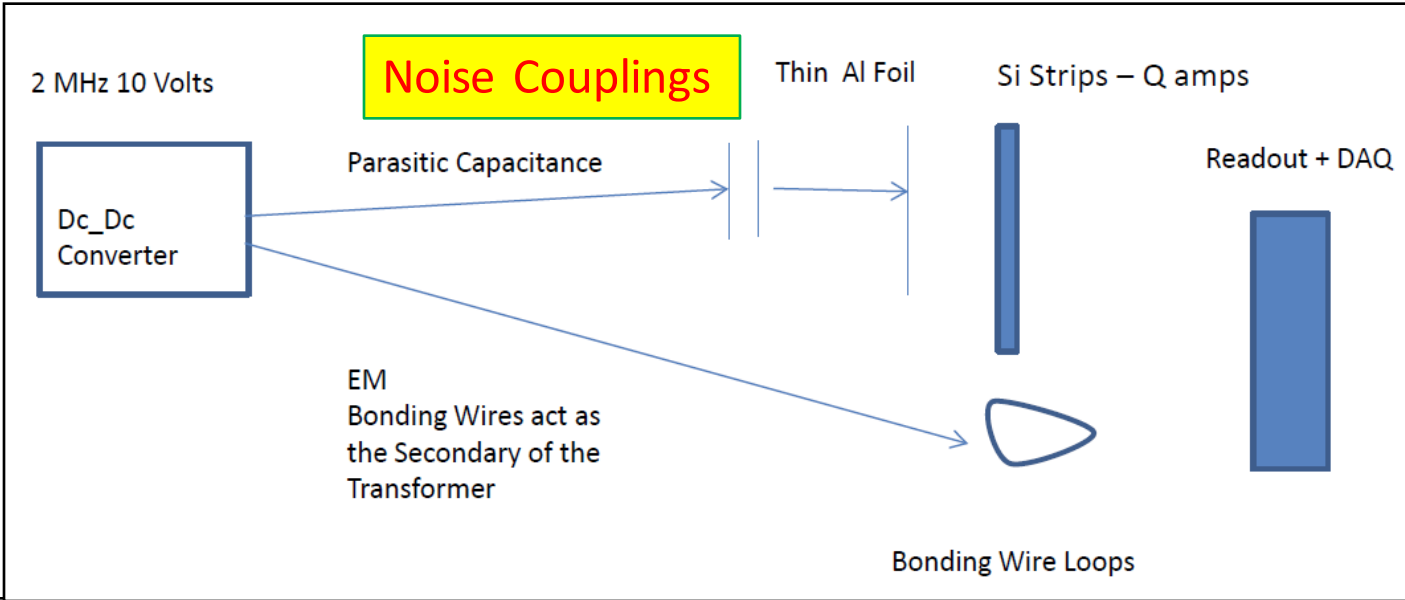 Noise Couplings
2 MHz 10 Volts
Thin Al Foil
Si Strips – Q amps
Readout + DAQ
Parasitic Capacitance
Dc_Dc
Converter
EM
Bonding Wires act as
the Secondary of the
Transformer
Bonding Wire Loops